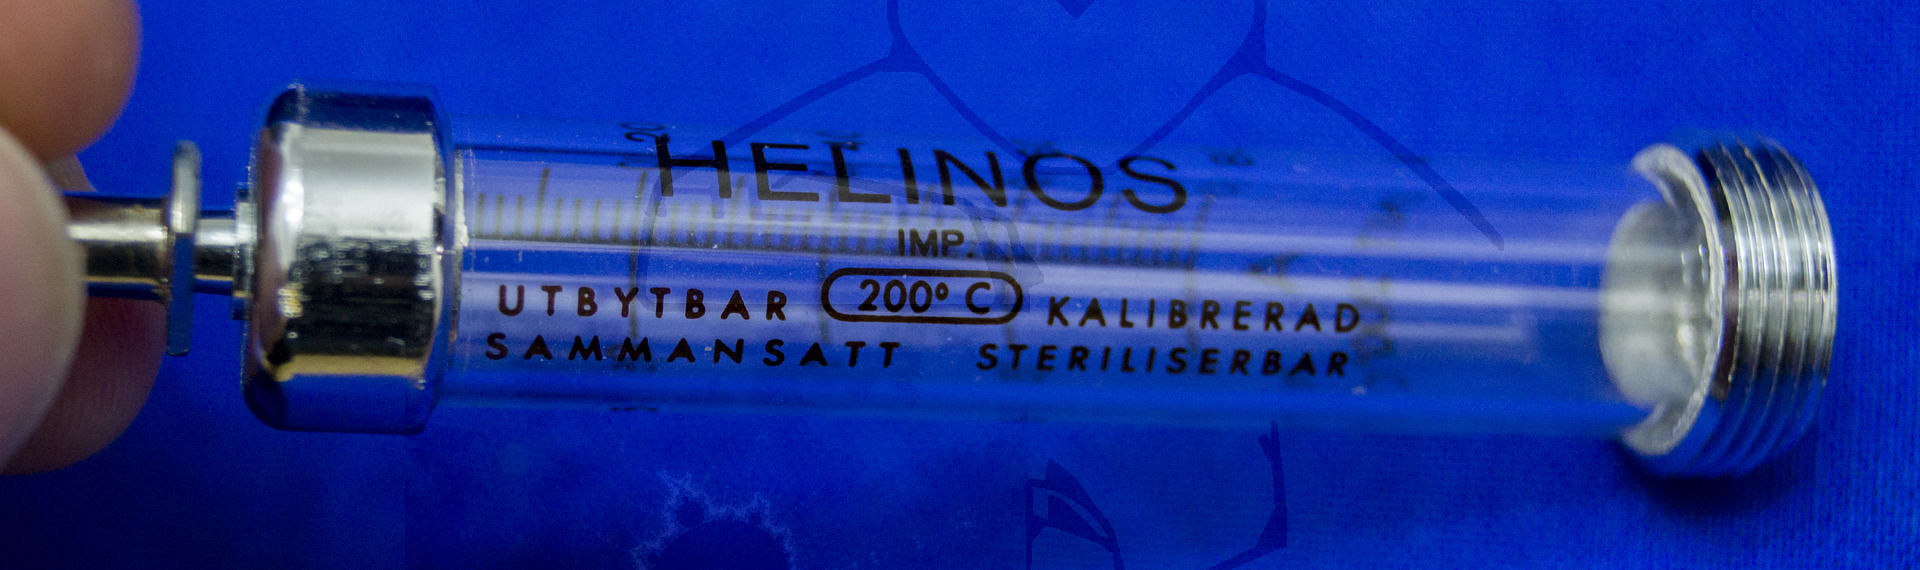 HELINOS
IMP.
UTBYTBAR 200° C KALIBRERAD
SAMMANSATT STERILISERBAR